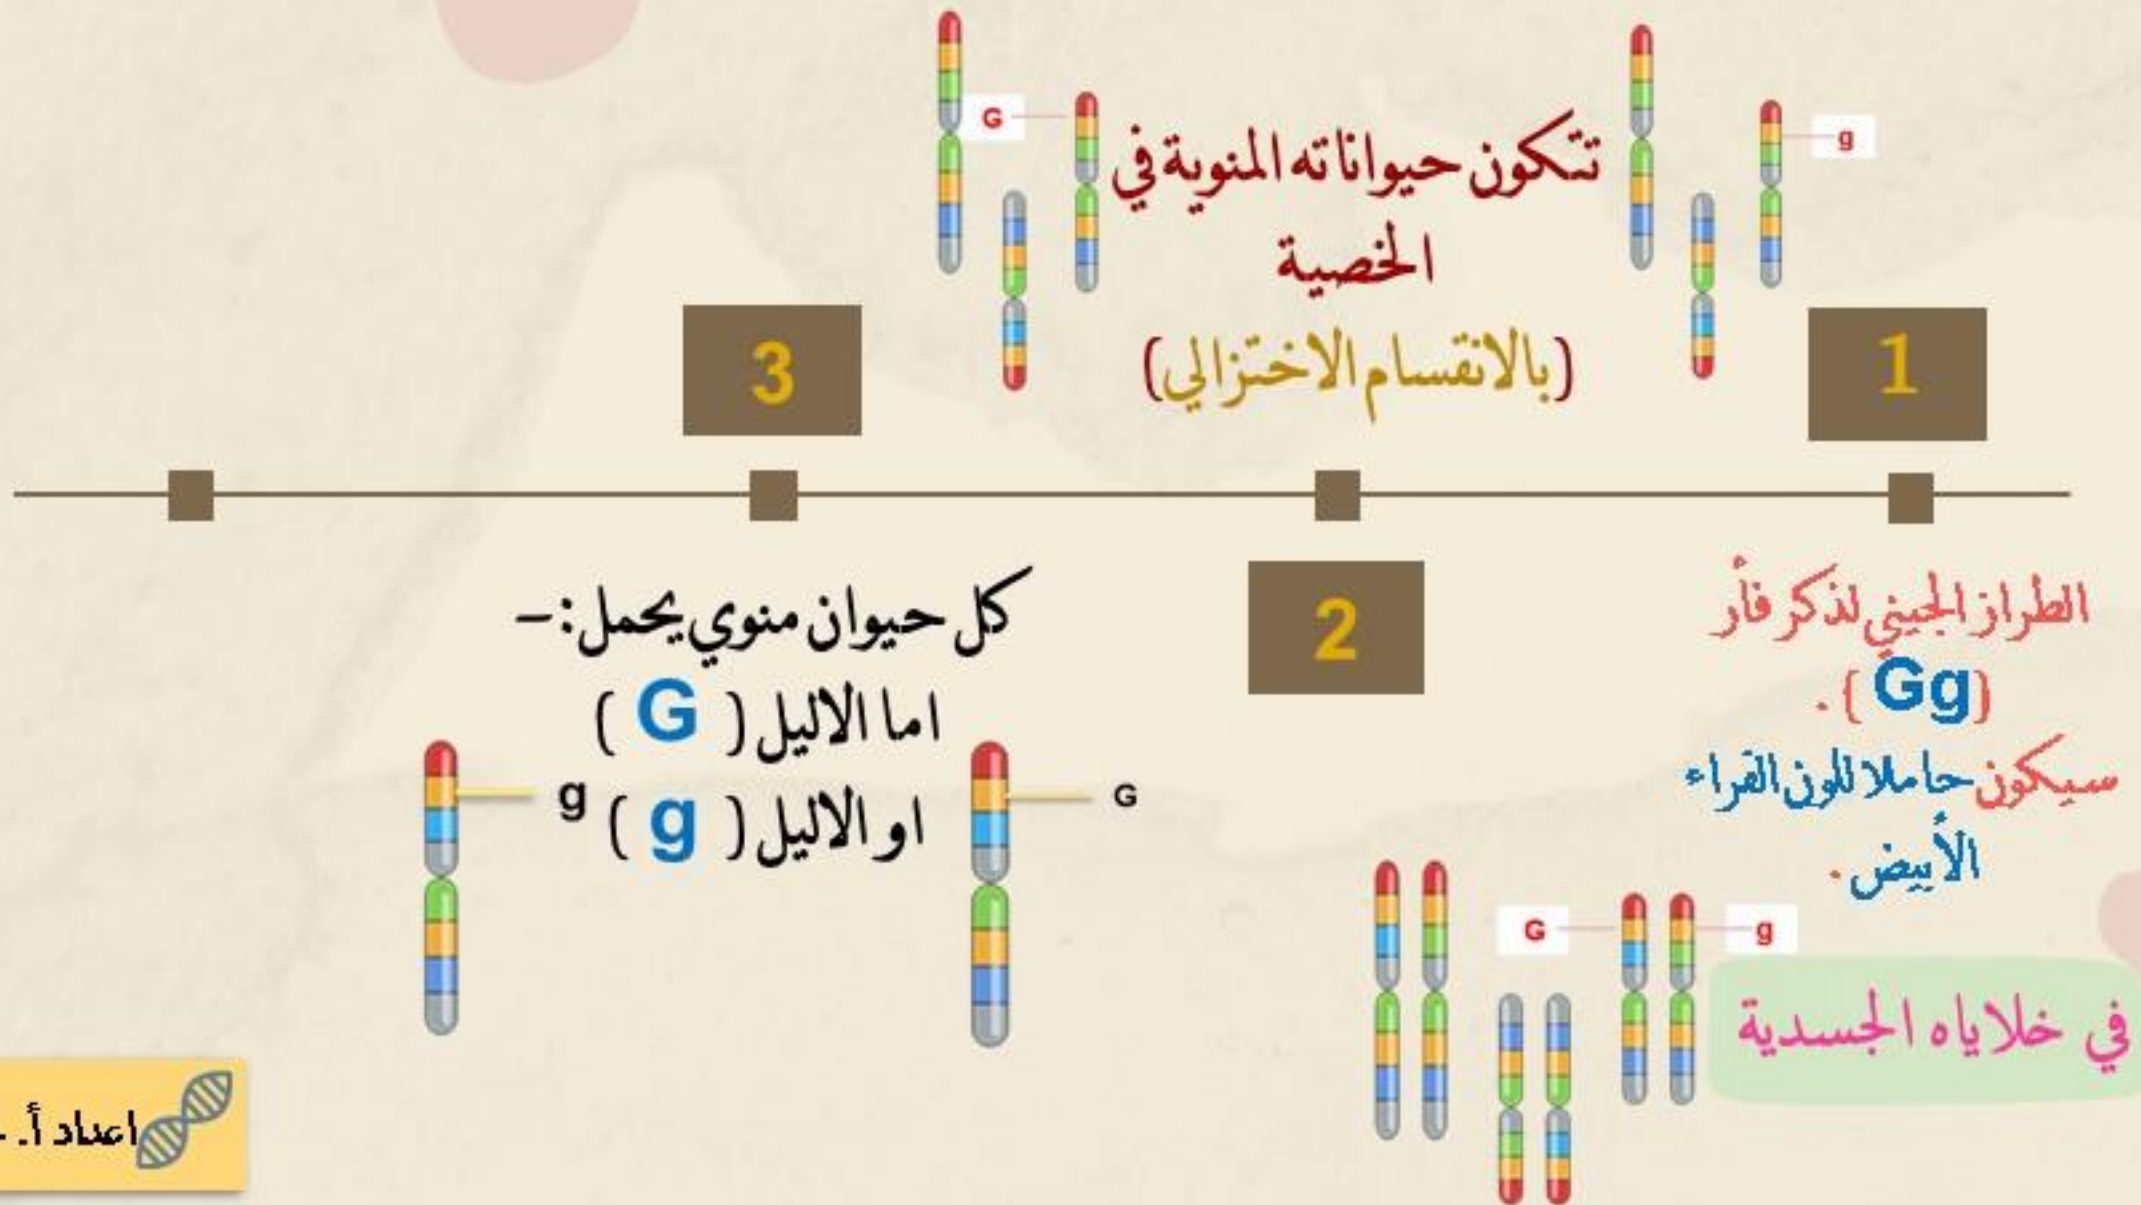 1
الطراز الجيني لذكر فأر
(Gg).
سيكون حاملا للون الفراء
الأبيض.
في خلاياه الجسدية
G
g
2
تتكون حيواناته المنوية في
الخصية
(بالانقسام الاختزالي)
G
g
3
كل حيوان منوي يحمل:-
اما الاليل ( G )
او الاليل ( g )
G
g
اعداد أ.